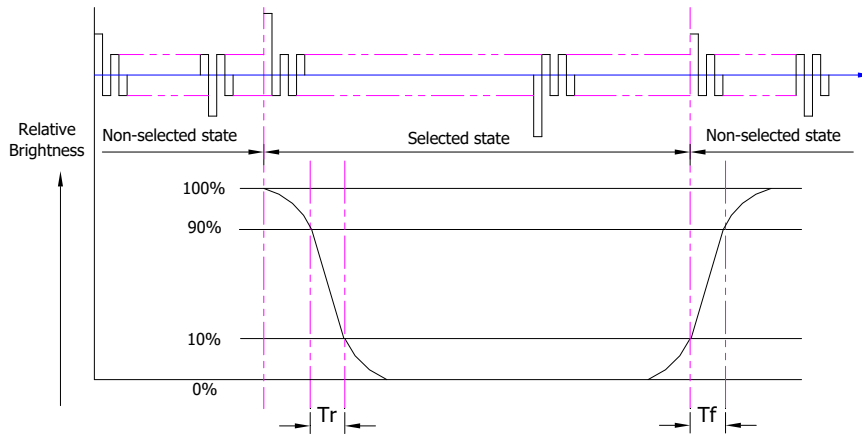 Relative
Brightness
Non-selected state
Selected state
Non-selected state
100%
90%
10%
0%
Tr
Tf